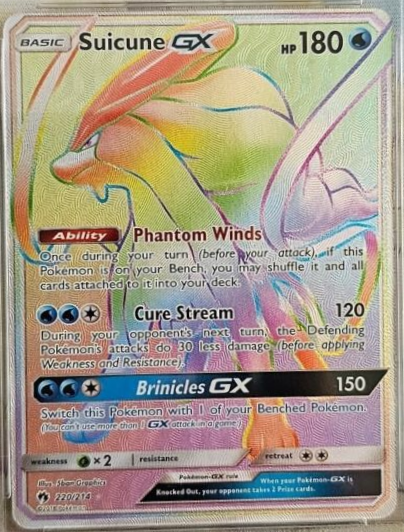 BASIC Suicune GX HP 180
Ability Phantom Winds
Once during your turn (before your attack), if this
Pokémon is on your Bench, you may shuffle it and all
cards attached to it into your deck.
Cure Stream 120
During your opponent's next turn, the Defending
Pokémon's attacks do 30 less damage (before applying
Weakness and Resistance).
Brinicles GX 150
Switch this Pokémon with 1 of your Benched Pokémon.
(You can't use more than 1 GX attack in a game.)
weakness ×2 resistance retreat
Illus. 5ban Graphics
Pokémon-GX rule
When your Pokémon-GX is
Knocked Out, your opponent takes 2 Prize cards.
220/214